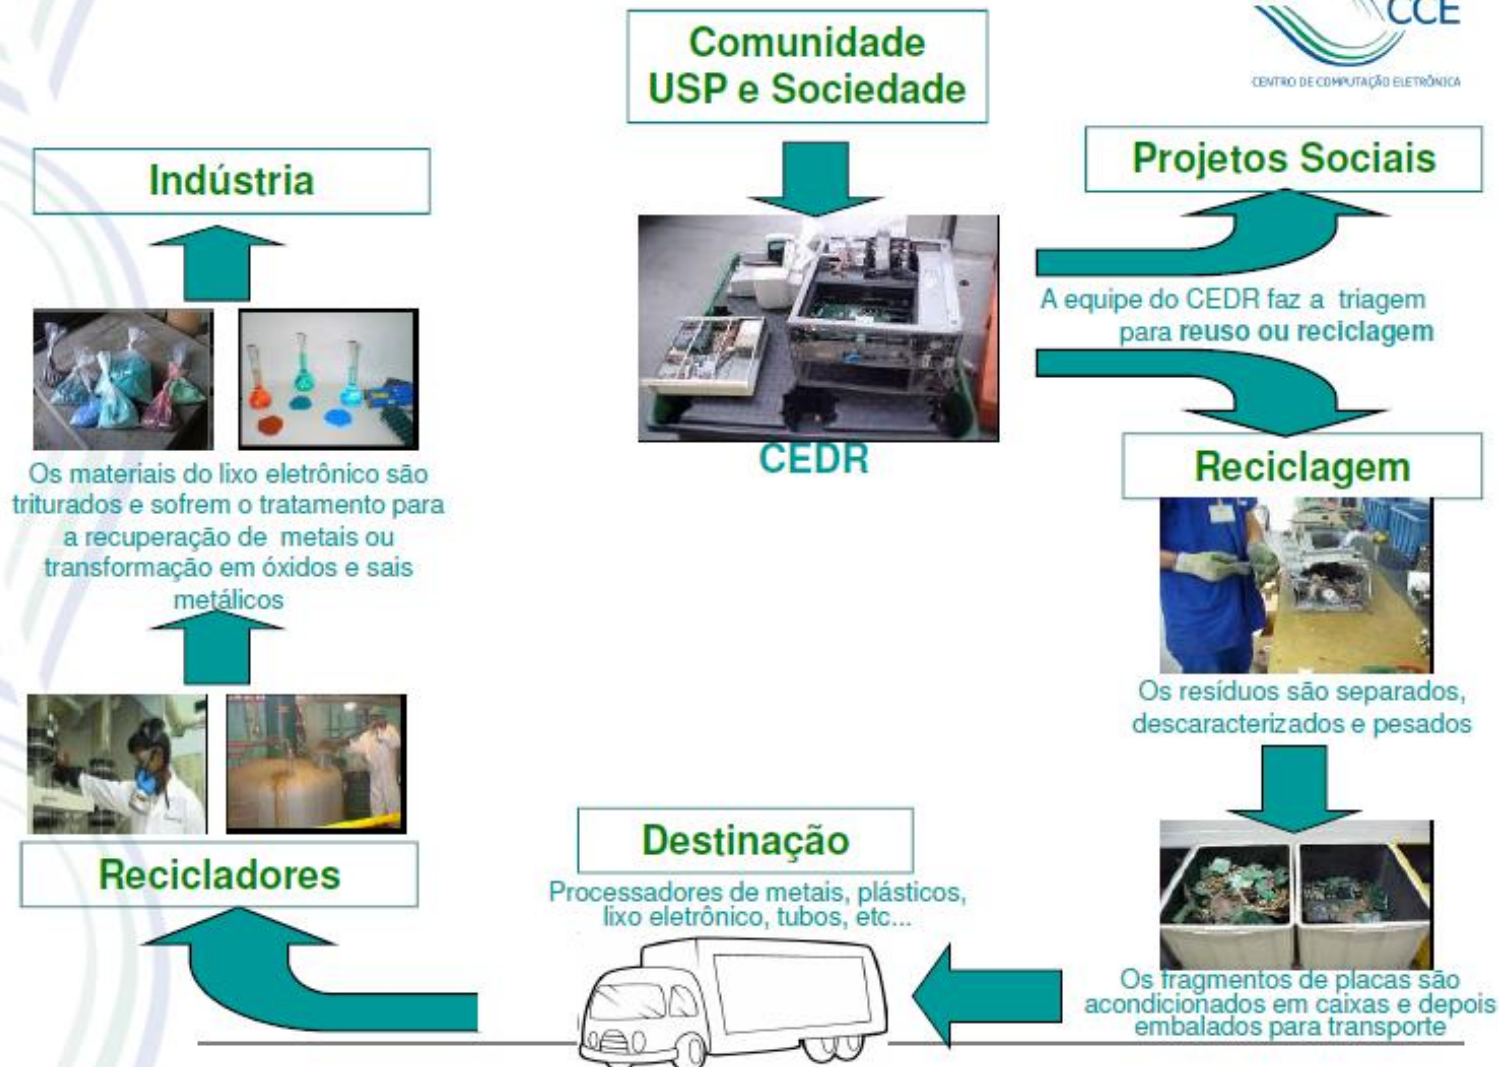 CCE
CENTRO DE COMPUTAÇÃO ELETRÔNICA
Comunidade
USP e Sociedade
Projetos Sociais
A equipe do CEDR faz a triagem
para reuso ou reciclagem
CEDR
Reciclagem
Os resíduos são separados,
descaracterizados e pesados
Os fragmentos de placas são
acondicionados em caixas e depois
embalados para transporte
Destinação
Processadores de metais, plásticos,
lixo eletrônico, tubos, etc...
Recicladores
Os materiais do lixo eletrônico são
triturados e sofrem o tratamento para
a recuperação de metais ou
transformação em óxidos e sais
metálicos
Indústria